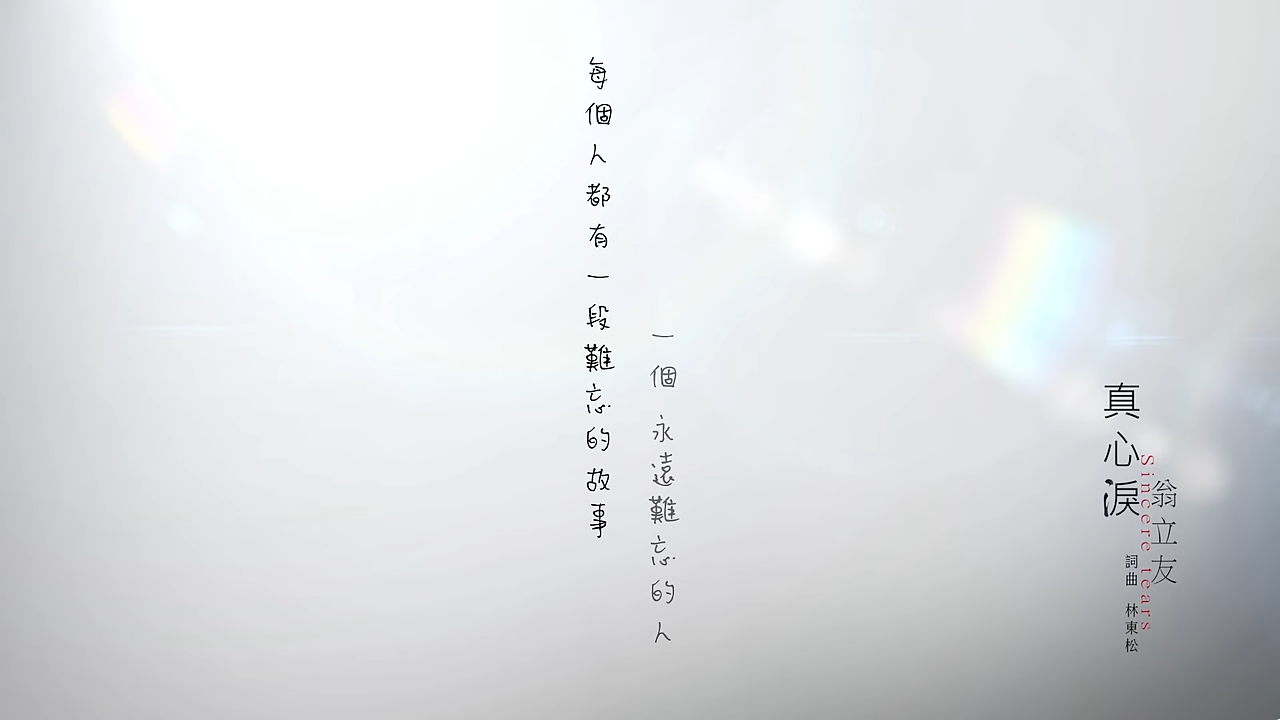 每個人都有一段難忘的故事
一個 永遠難忘的人
真心淚
Sincere tears
翁立友
詞曲 林東松